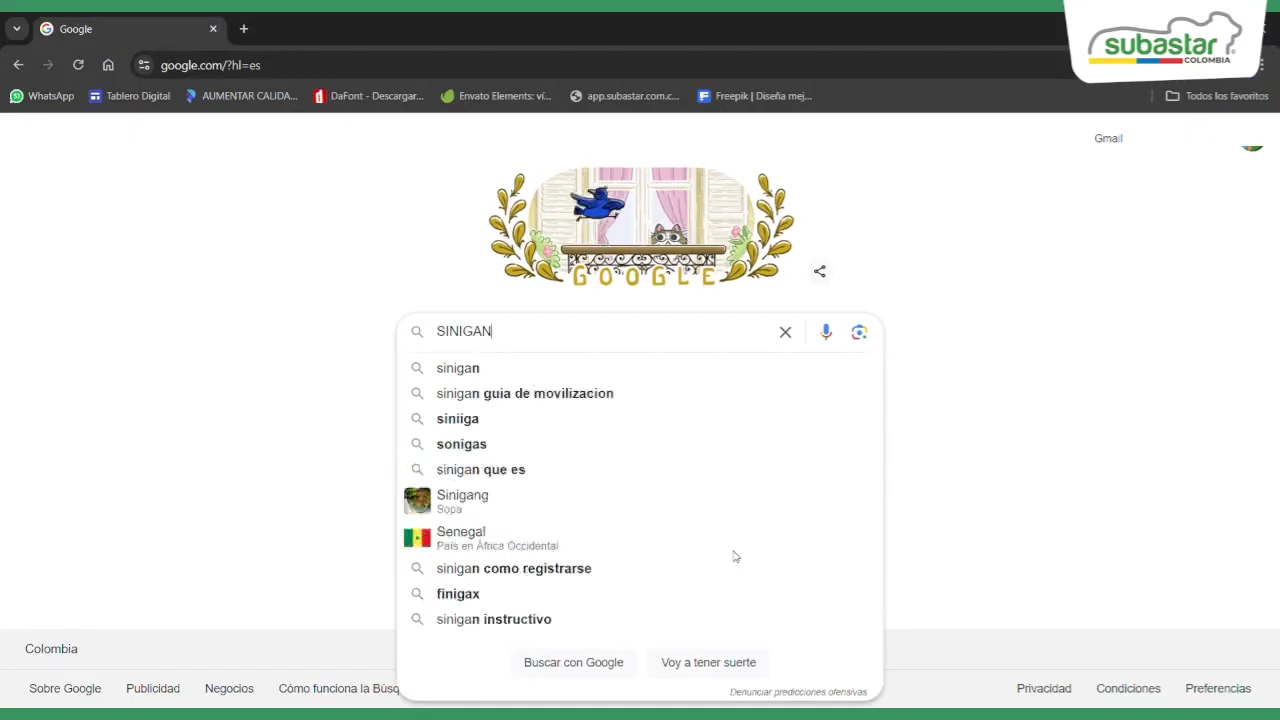 Google
subastar
COLOMBIA
google.com/?hl=es
WhatsApp
Tablero Digital
AUMENTAR CALIDA...
DaFont - Descargar...
Envato Elements: ví...
app.subastar.com.c...
Freepik | Diseña mej...
Todos los favoritos
Gmail
GOOGLE
SINIGAN
sinigan
sinigan guia de movilizacion
siniiga
sonigas
sinigan que es
Sinigang
Sopa
Senegal
País en África Occidental
sinigan como registrarse
finigax
sinigan instructivo
Buscar con Google
Voy a tener suerte
Denunciar predicciones ofensivas
Colombia
Sobre Google
Publicidad
Negocios
Cómo funciona la Búsq
Privacidad
Condiciones
Preferencias